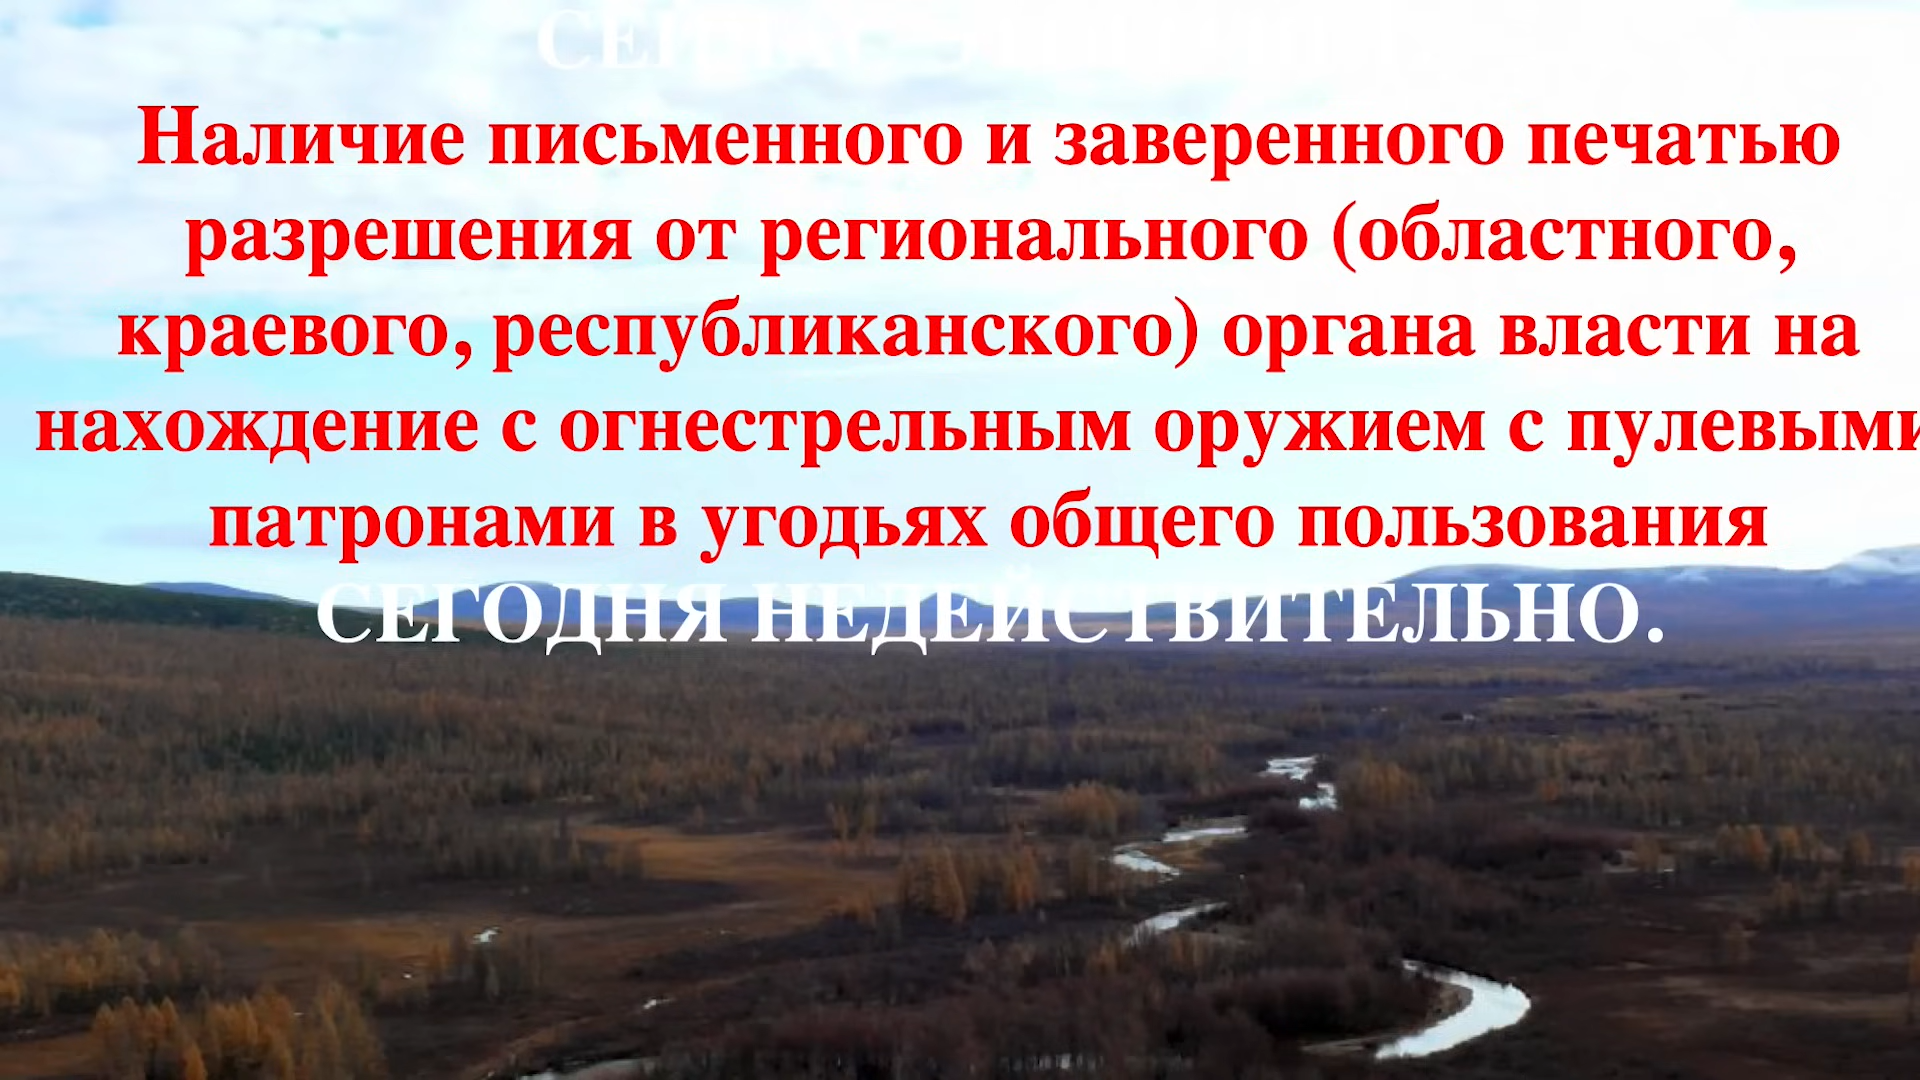 Наличие письменного и заверенного печатью
разрешения от регионального (областного,
краевого, республиканского) органа власти на
нахождение с огнестрельным оружием с пулевыми
патронами в угодьях общего пользования
СЕГОДНЯ НЕДЕЙСТВИТЕЛЬНО.